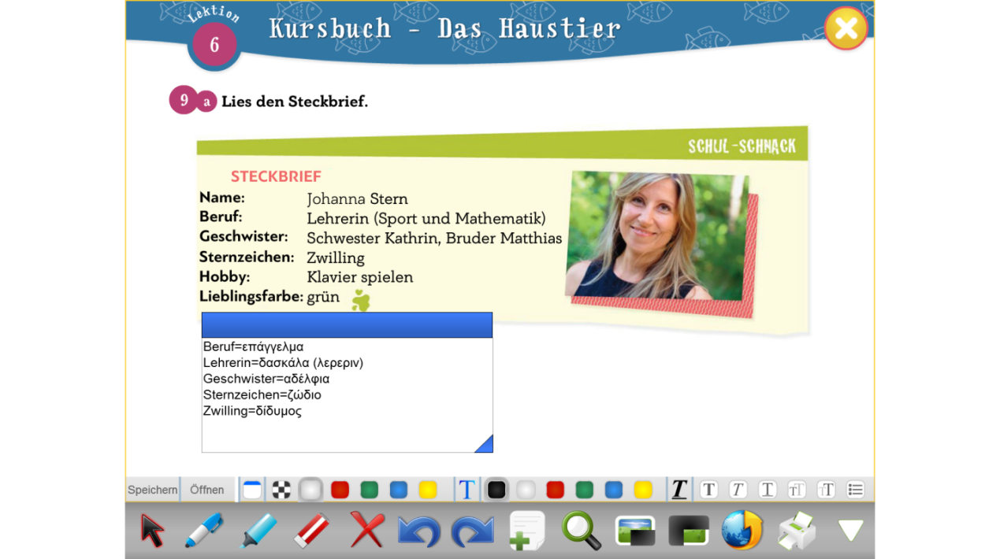 Lektion
6
Kursbuch - Das Haustier
9 a Lies den Steckbrief.
SCHUL-SCHNACK
STECKBRIEF
Name: Johanna Stern
Beruf: Lehrerin (Sport und Mathematik)
Geschwister: Schwester Kathrin, Bruder Matthias
Sternzeichen: Zwilling
Hobby: Klavier spielen
Lieblingsfarbe: grün
Beruf=επάγγελμα
Lehrerin=δασκάλα (λερεριν)
Geschwister=αδέλφια
Sternzeichen=ζώδιο
Zwilling=δίδυμος
Speichern Öffnen T T T T T TT TT